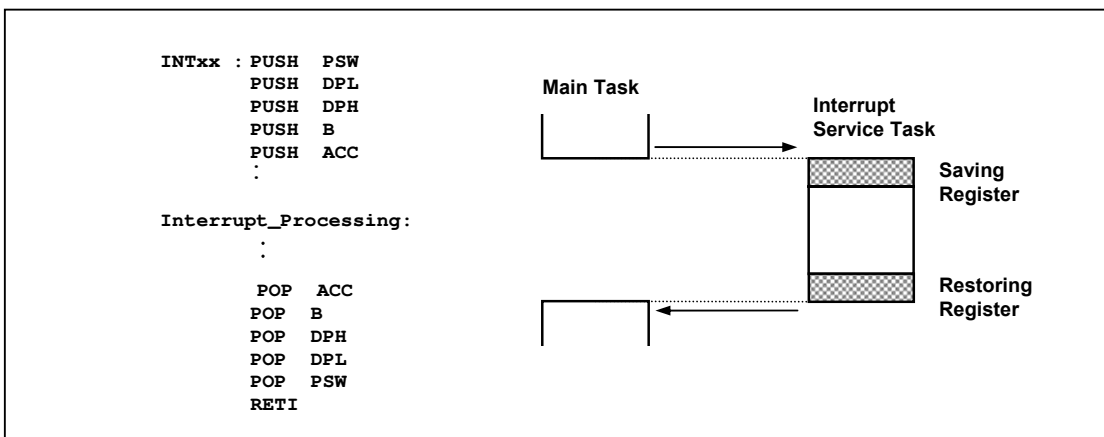 INTxx : PUSH PSW
PUSH DPL
PUSH DPH
PUSH B
PUSH ACC
:
Interrupt_Processing:
:
:
POP ACC
POP B
POP DPH
POP DPL
POP PSW
RETI
Main Task
Interrupt
Service Task
Saving
Register
Restoring
Register